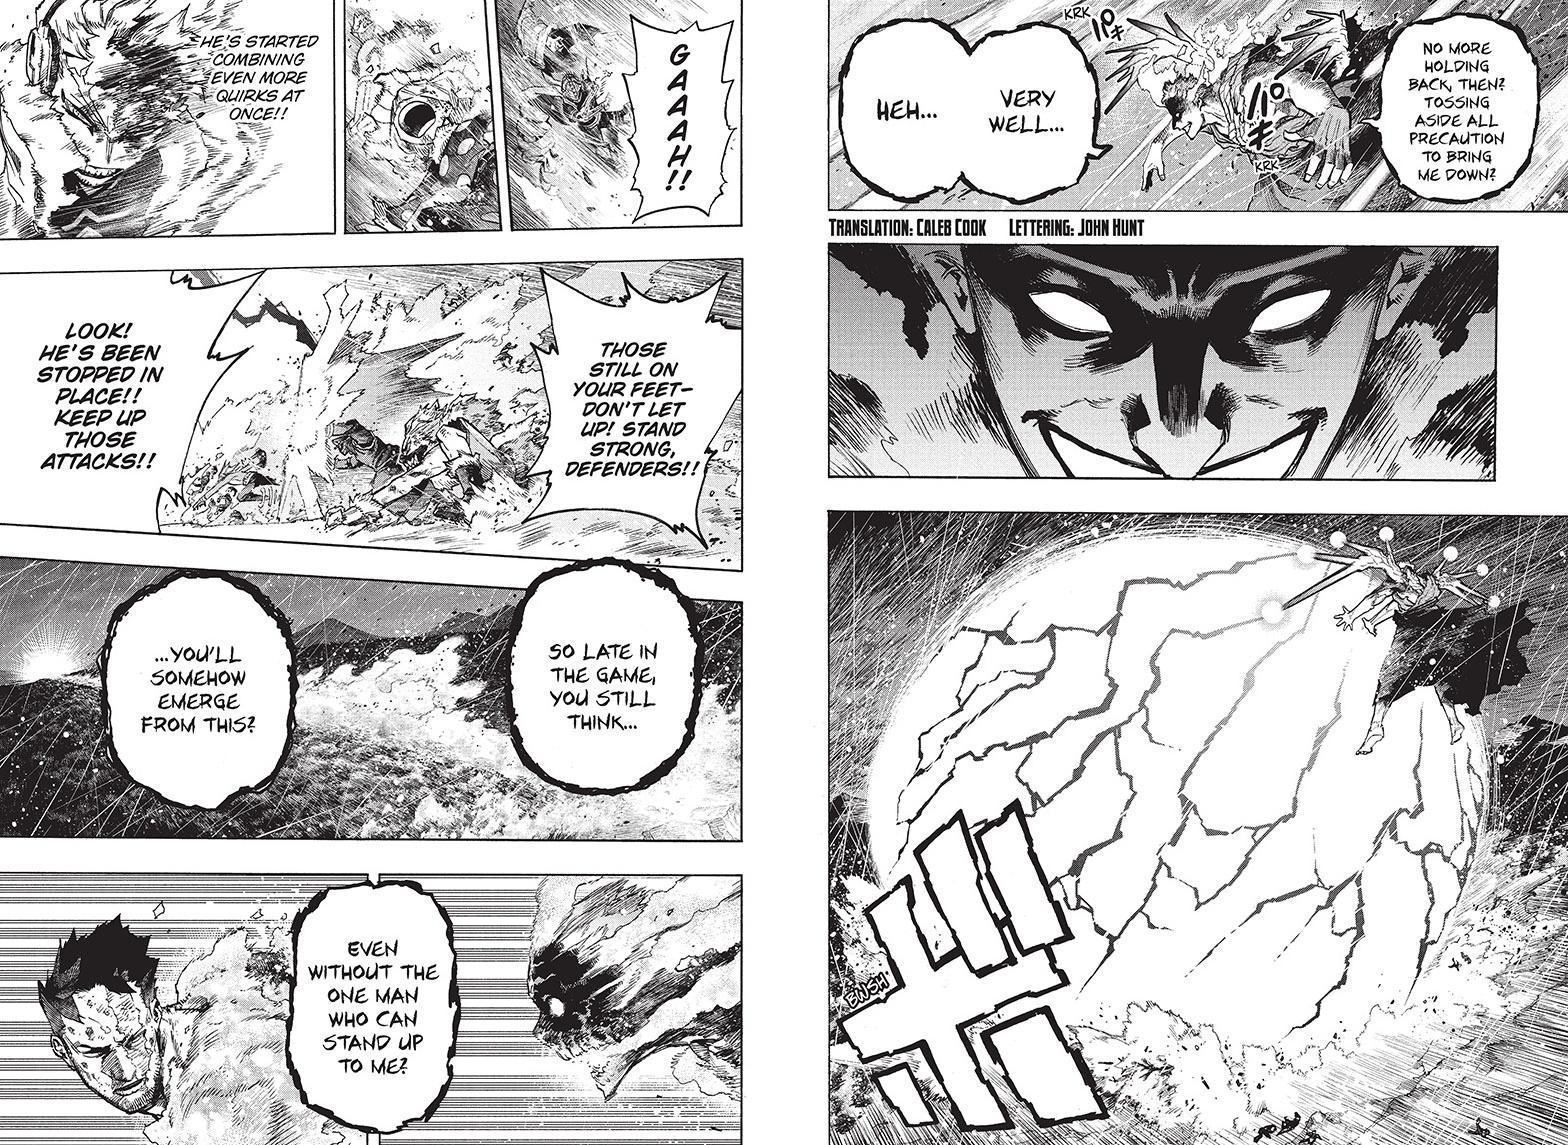 NO MORE
HOLDING
BACK, THEN?
TOSSING
ASIDE ALL
PRECAUTION
TO BRING
ME DOWN?
KRK
パキ
パキ
KRK
VERY
WELL...
HEH...
TRANSLATION: CALEB COOK LETTERING: JOHN HUNT
BWSH
GAAAH!!
HE'S STARTED
COMBINING
EVEN MORE
QUIRKS AT
ONCE!!
THOSE
STILL ON
YOUR FEET—
DON'T LET
UP! STAND
STRONG,
DEFENDERS!!
LOOK!
HE'S BEEN
STOPPED IN
PLACE!!
KEEP UP
THOSE
ATTACKS!!
SO LATE IN
THE GAME,
YOU STILL
THINK...
...YOU'LL
SOMEHOW
EMERGE
FROM THIS?
EVEN
WITHOUT THE
ONE MAN
WHO CAN
STAND UP
TO ME?